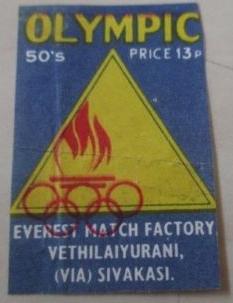 OLYMPIC
50's PRICE 13P
EVEREST MATCH FACTORY,
VETHILAIYURANI,
(VIA) SIVAKASI.